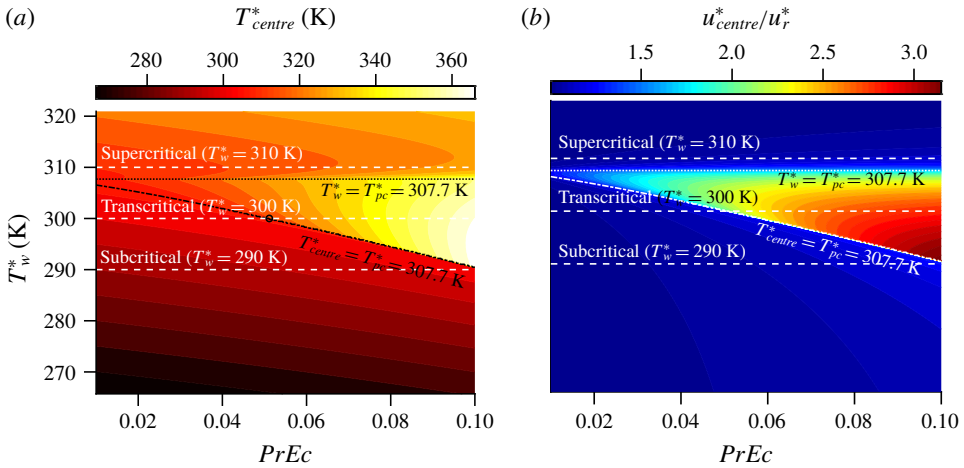 (a)
T*centre (K)
280 300 320 340 360
320
310
300
290
280
270
T*w (K)
Supercritical (T*w = 310 K)
T*w = T*pc = 307.7 K
Transcritical (T*w = 300 K)
T*centre = T*pc = 307.7 K
Subcritical (T*w = 290 K)
0.02 0.04 0.06 0.08 0.10
PrEc
(b)
u*centre/u*r
1.5 2.0 2.5 3.0
Supercritical (T*w = 310 K)
T*w = T*pc = 307.7 K
Transcritical (T*w = 300 K)
T*centre = T*pc = 307.7 K
Subcritical (T*w = 290 K)
0.02 0.04 0.06 0.08 0.10
PrEc